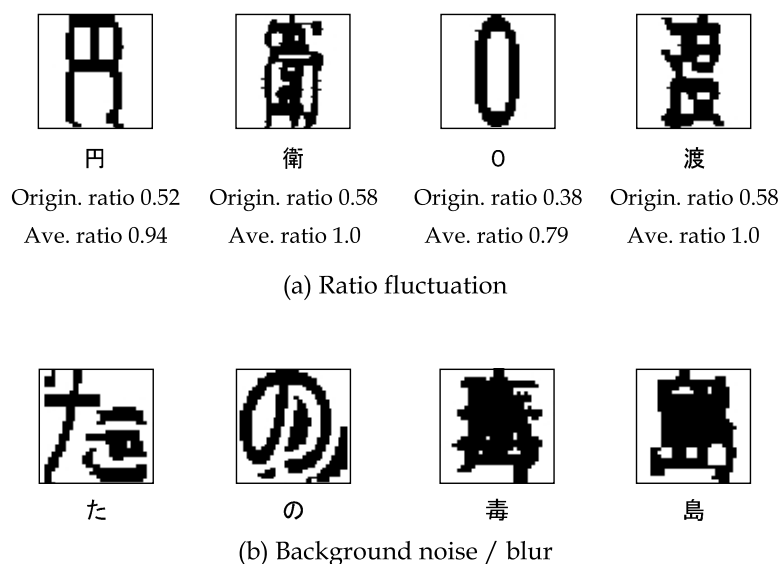 円 衛 0 渡
Origin. ratio 0.52 Origin. ratio 0.58 Origin. ratio 0.38 Origin. ratio 0.58
Ave. ratio 0.94 Ave. ratio 1.0 Ave. ratio 0.79 Ave. ratio 1.0
(a) Ratio fluctuation
た の 毒 島
(b) Background noise / blur